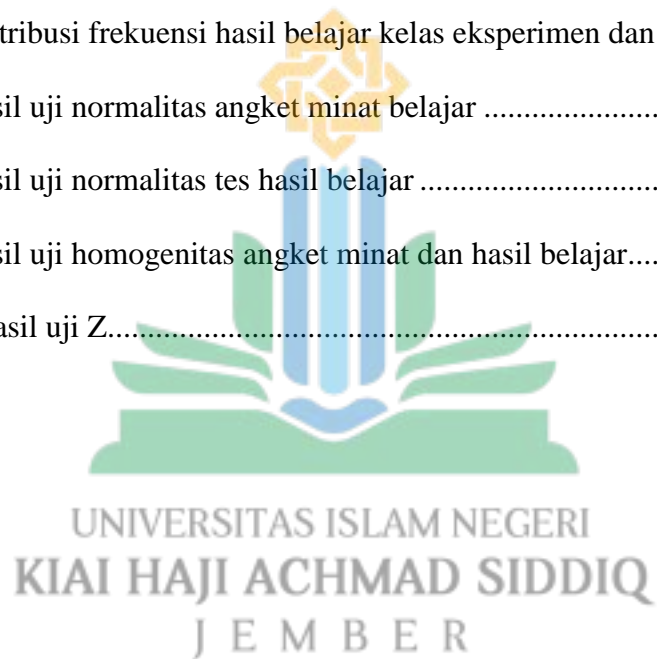 tribusi frekuensi hasil belajar kelas eksperimen dan
sil uji normalitas angket minat belajar .....................
sil uji normalitas tes hasil belajar .............................
sil uji homogenitas angket minat dan hasil belajar....
asil uji Z......................................................................
UNIVERSITAS ISLAM NEGERI
KIAI HAJI ACHMAD SIDDIQ
JEMBER